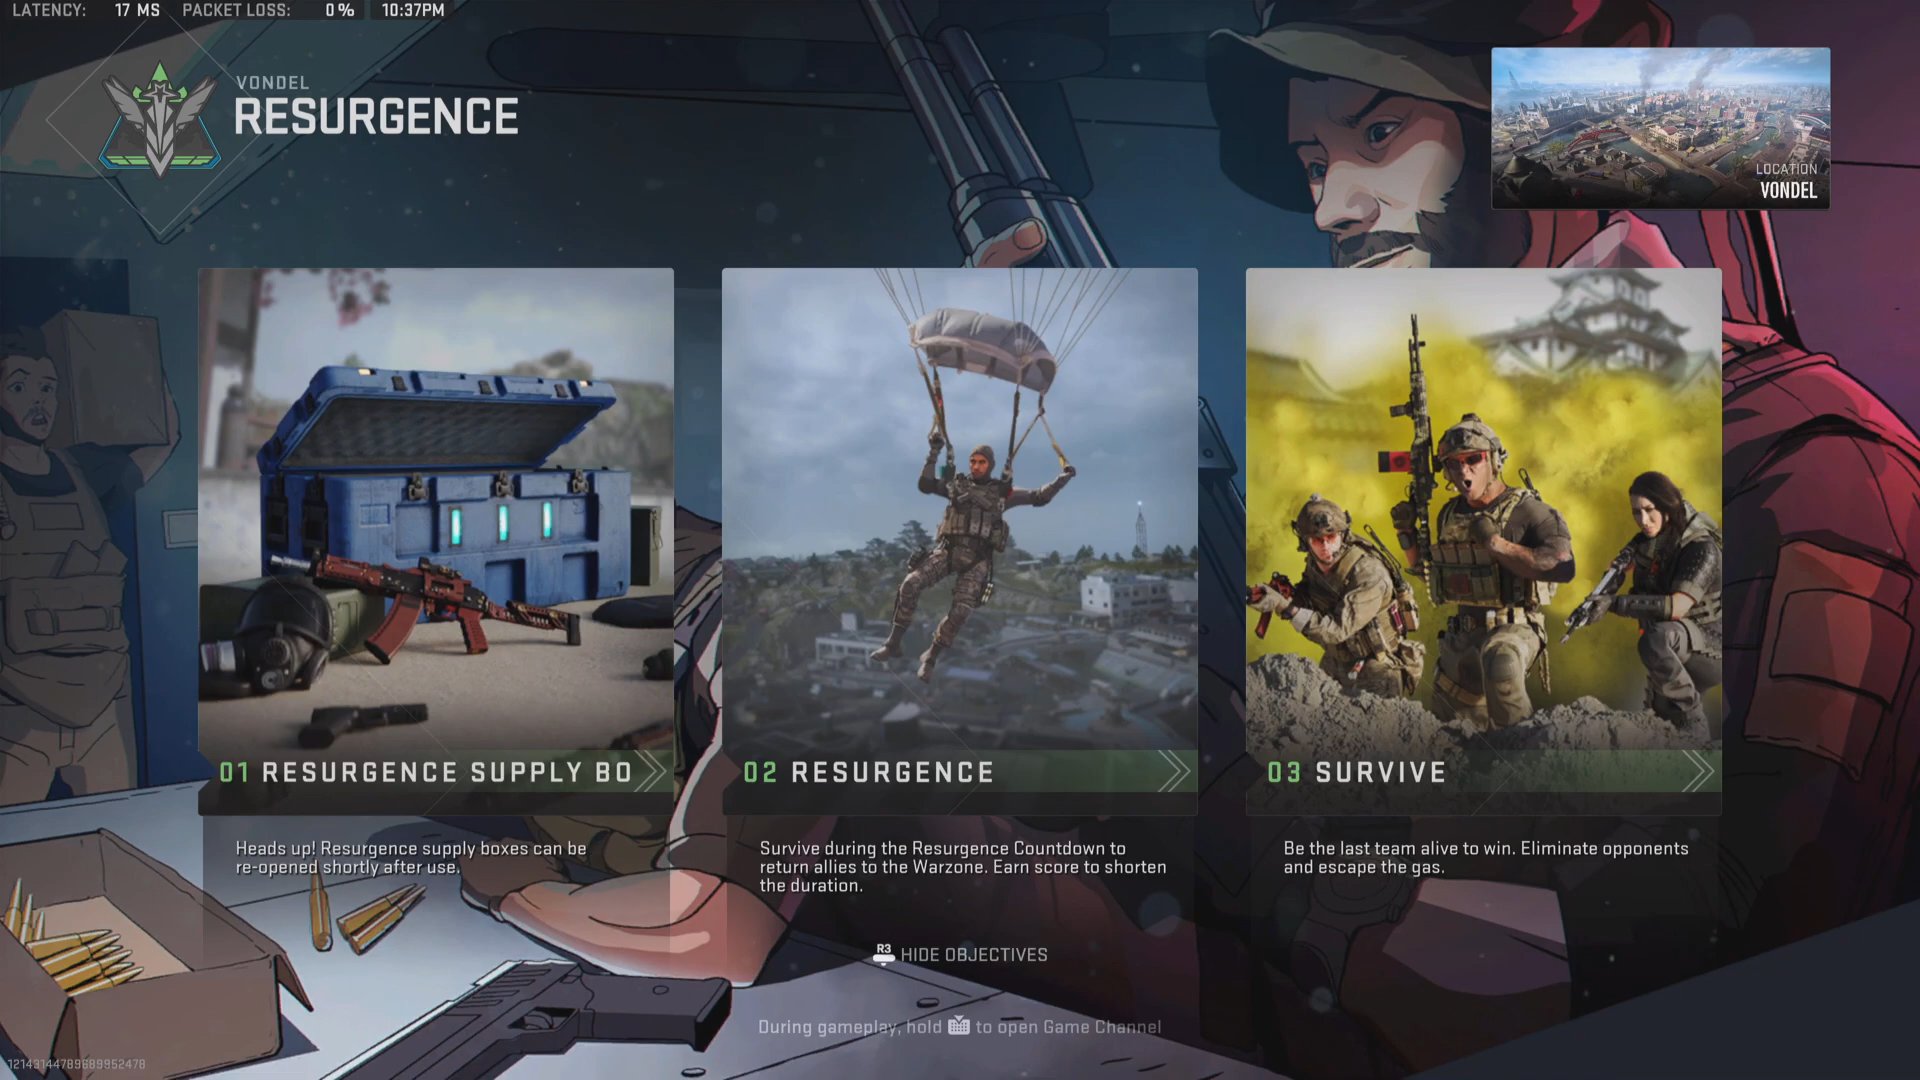 LATENCY: 17 MS PACKET LOSS: 0 % 10:37PM
VONDEL
RESURGENCE
LOCATION
VONDEL
01 RESURGENCE SUPPLY BO
Heads up! Resurgence supply boxes can be
re-opened shortly after use.
02 RESURGENCE
Survive during the Resurgence Countdown to
return allies to the Warzone. Earn score to shorten
the duration.
03 SURVIVE
Be the last team alive to win. Eliminate opponents
and escape the gas.
R3 HIDE OBJECTIVES
During gameplay, hold to open Game Channel